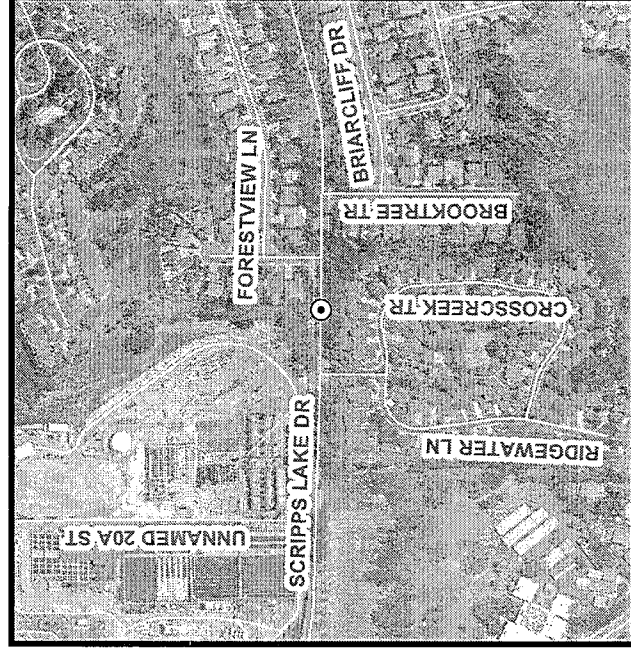 FORESTVIEW LN
BRIARCLIFF DR
BROOKTREE TR
CROSSCREEK TR
SCRIPPS LAKE DR
RIDGEWATER LN
UNNAMED 20A ST.